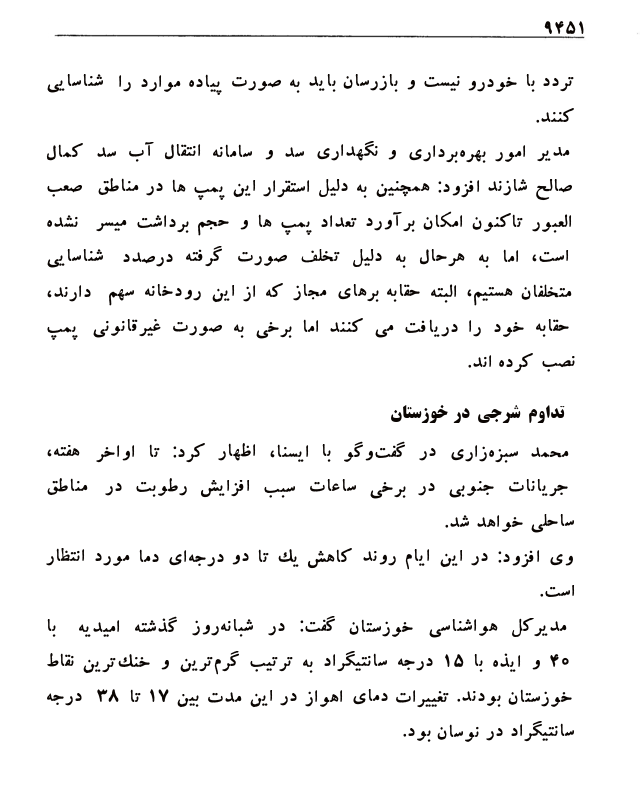 ۹۴۵۱
تردد با خودرو نیست و بازرسان باید به صورت پیاده موارد را شناسایی
کنند.
مدیر امور بهره‌برداری و نگهداری سد و سامانه انتقال آب سد کمال
صالح شازند افزود: همچنین به دلیل استقرار این پمپ ها در مناطق صعب
العبور تاکنون امکان برآورد تعداد پمپ ها و حجم برداشت میسر نشده
است، اما به هرحال به دلیل تخلف صورت گرفته درصدد شناسایی
متخلفان هستیم، البته حقابه برهای مجاز که از این رودخانه سهم دارند،
حقابه خود را دریافت می کنند اما برخی به صورت غیرقانونی پمپ
نصب کرده اند.
تداوم شرجی در خوزستان
محمد سبزه‌زاری در گفت‌وگو با ایسنا، اظهار کرد: تا اواخر هفته،
جریانات جنوبی در برخی ساعات سبب افزایش رطوبت در مناطق
ساحلی خواهد شد.
وی افزود: در این ایام روند کاهش یك تا دو درجه‌ای دما مورد انتظار
است.
مدیرکل هواشناسی خوزستان گفت: در شبانه‌روز گذشته امیدیه با
۴۰ و ایذه با ۱۵ درجه سانتیگراد به ترتیب گرم‌ترین و خنك‌ترین نقاط
خوزستان بودند. تغییرات دمای اهواز در این مدت بین ۱۷ تا ۳۸ درجه
سانتیگراد در نوسان بود.